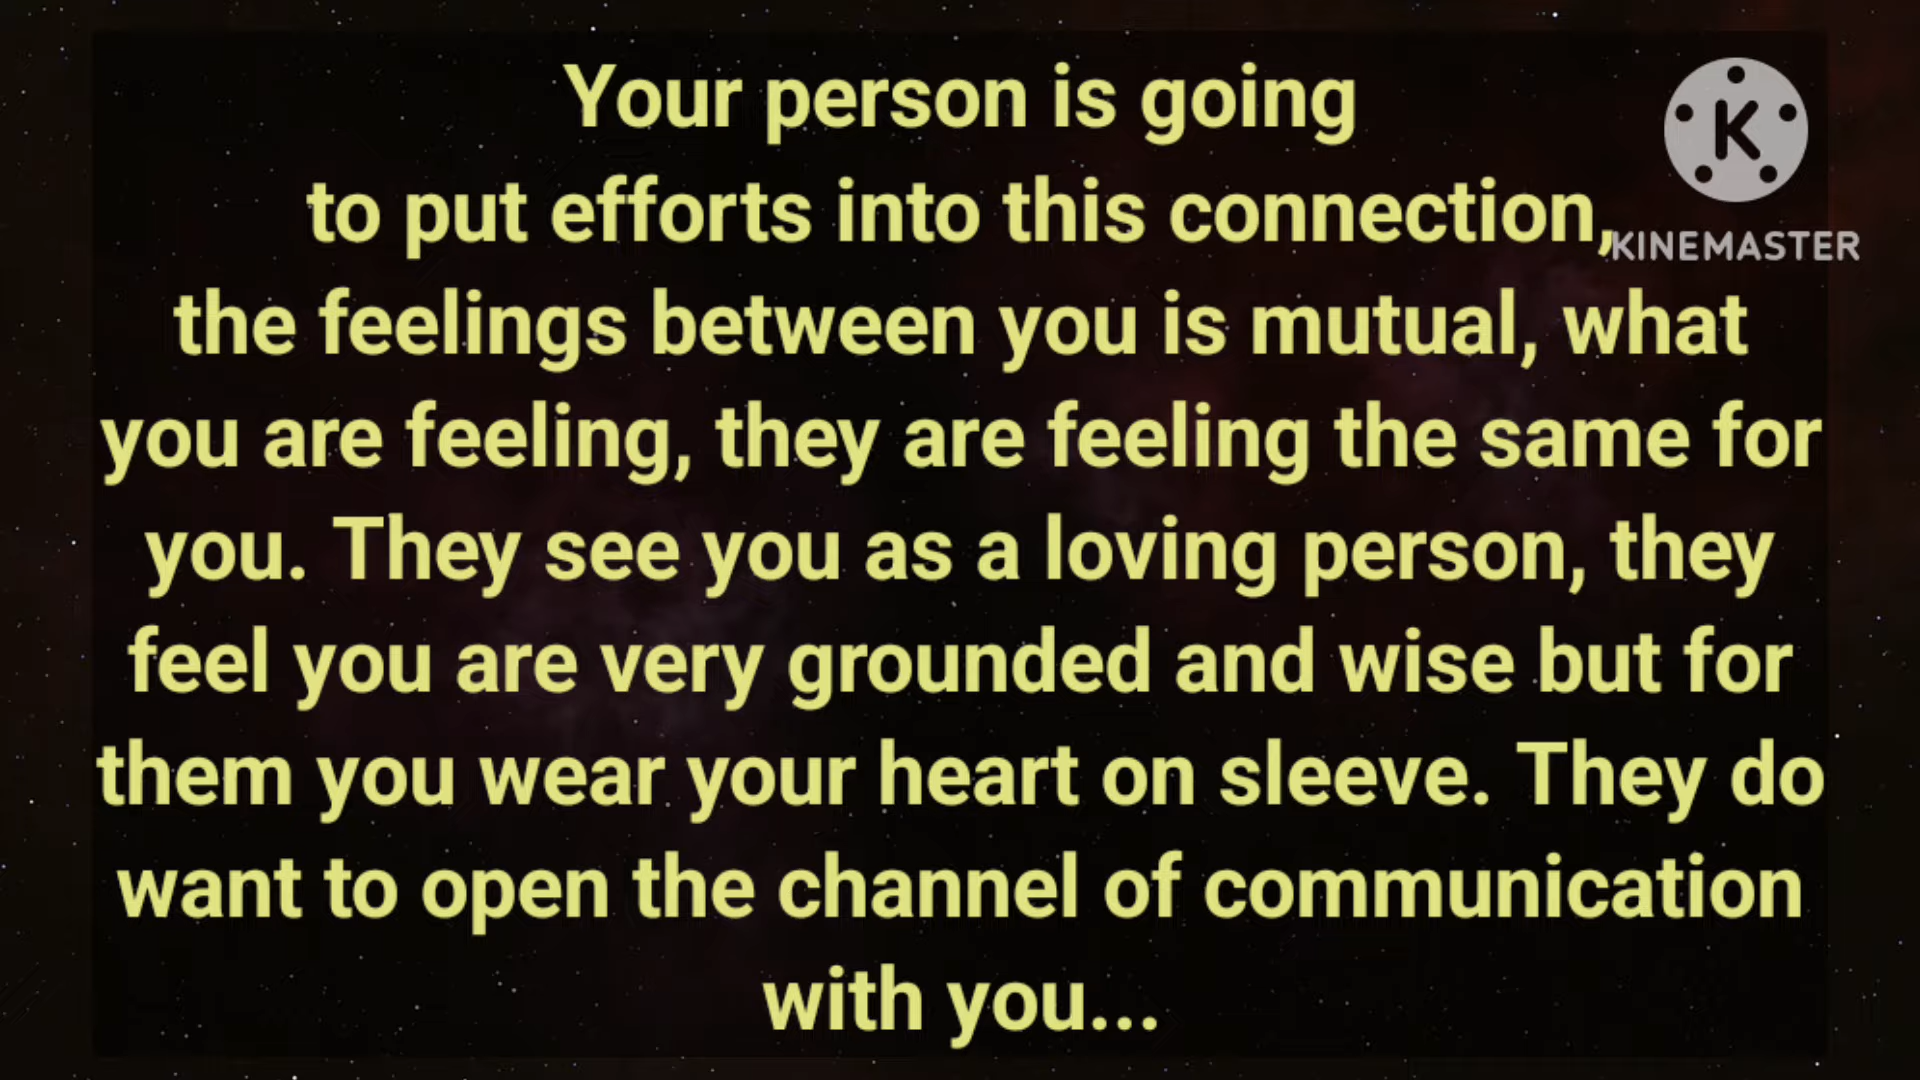 Your person is going
to put efforts into this connection,
the feelings between you is mutual, what
you are feeling, they are feeling the same for
you. They see you as a loving person, they
feel you are very grounded and wise but for
them you wear your heart on sleeve. They do
want to open the channel of communication
with you...
K
KINEMASTER